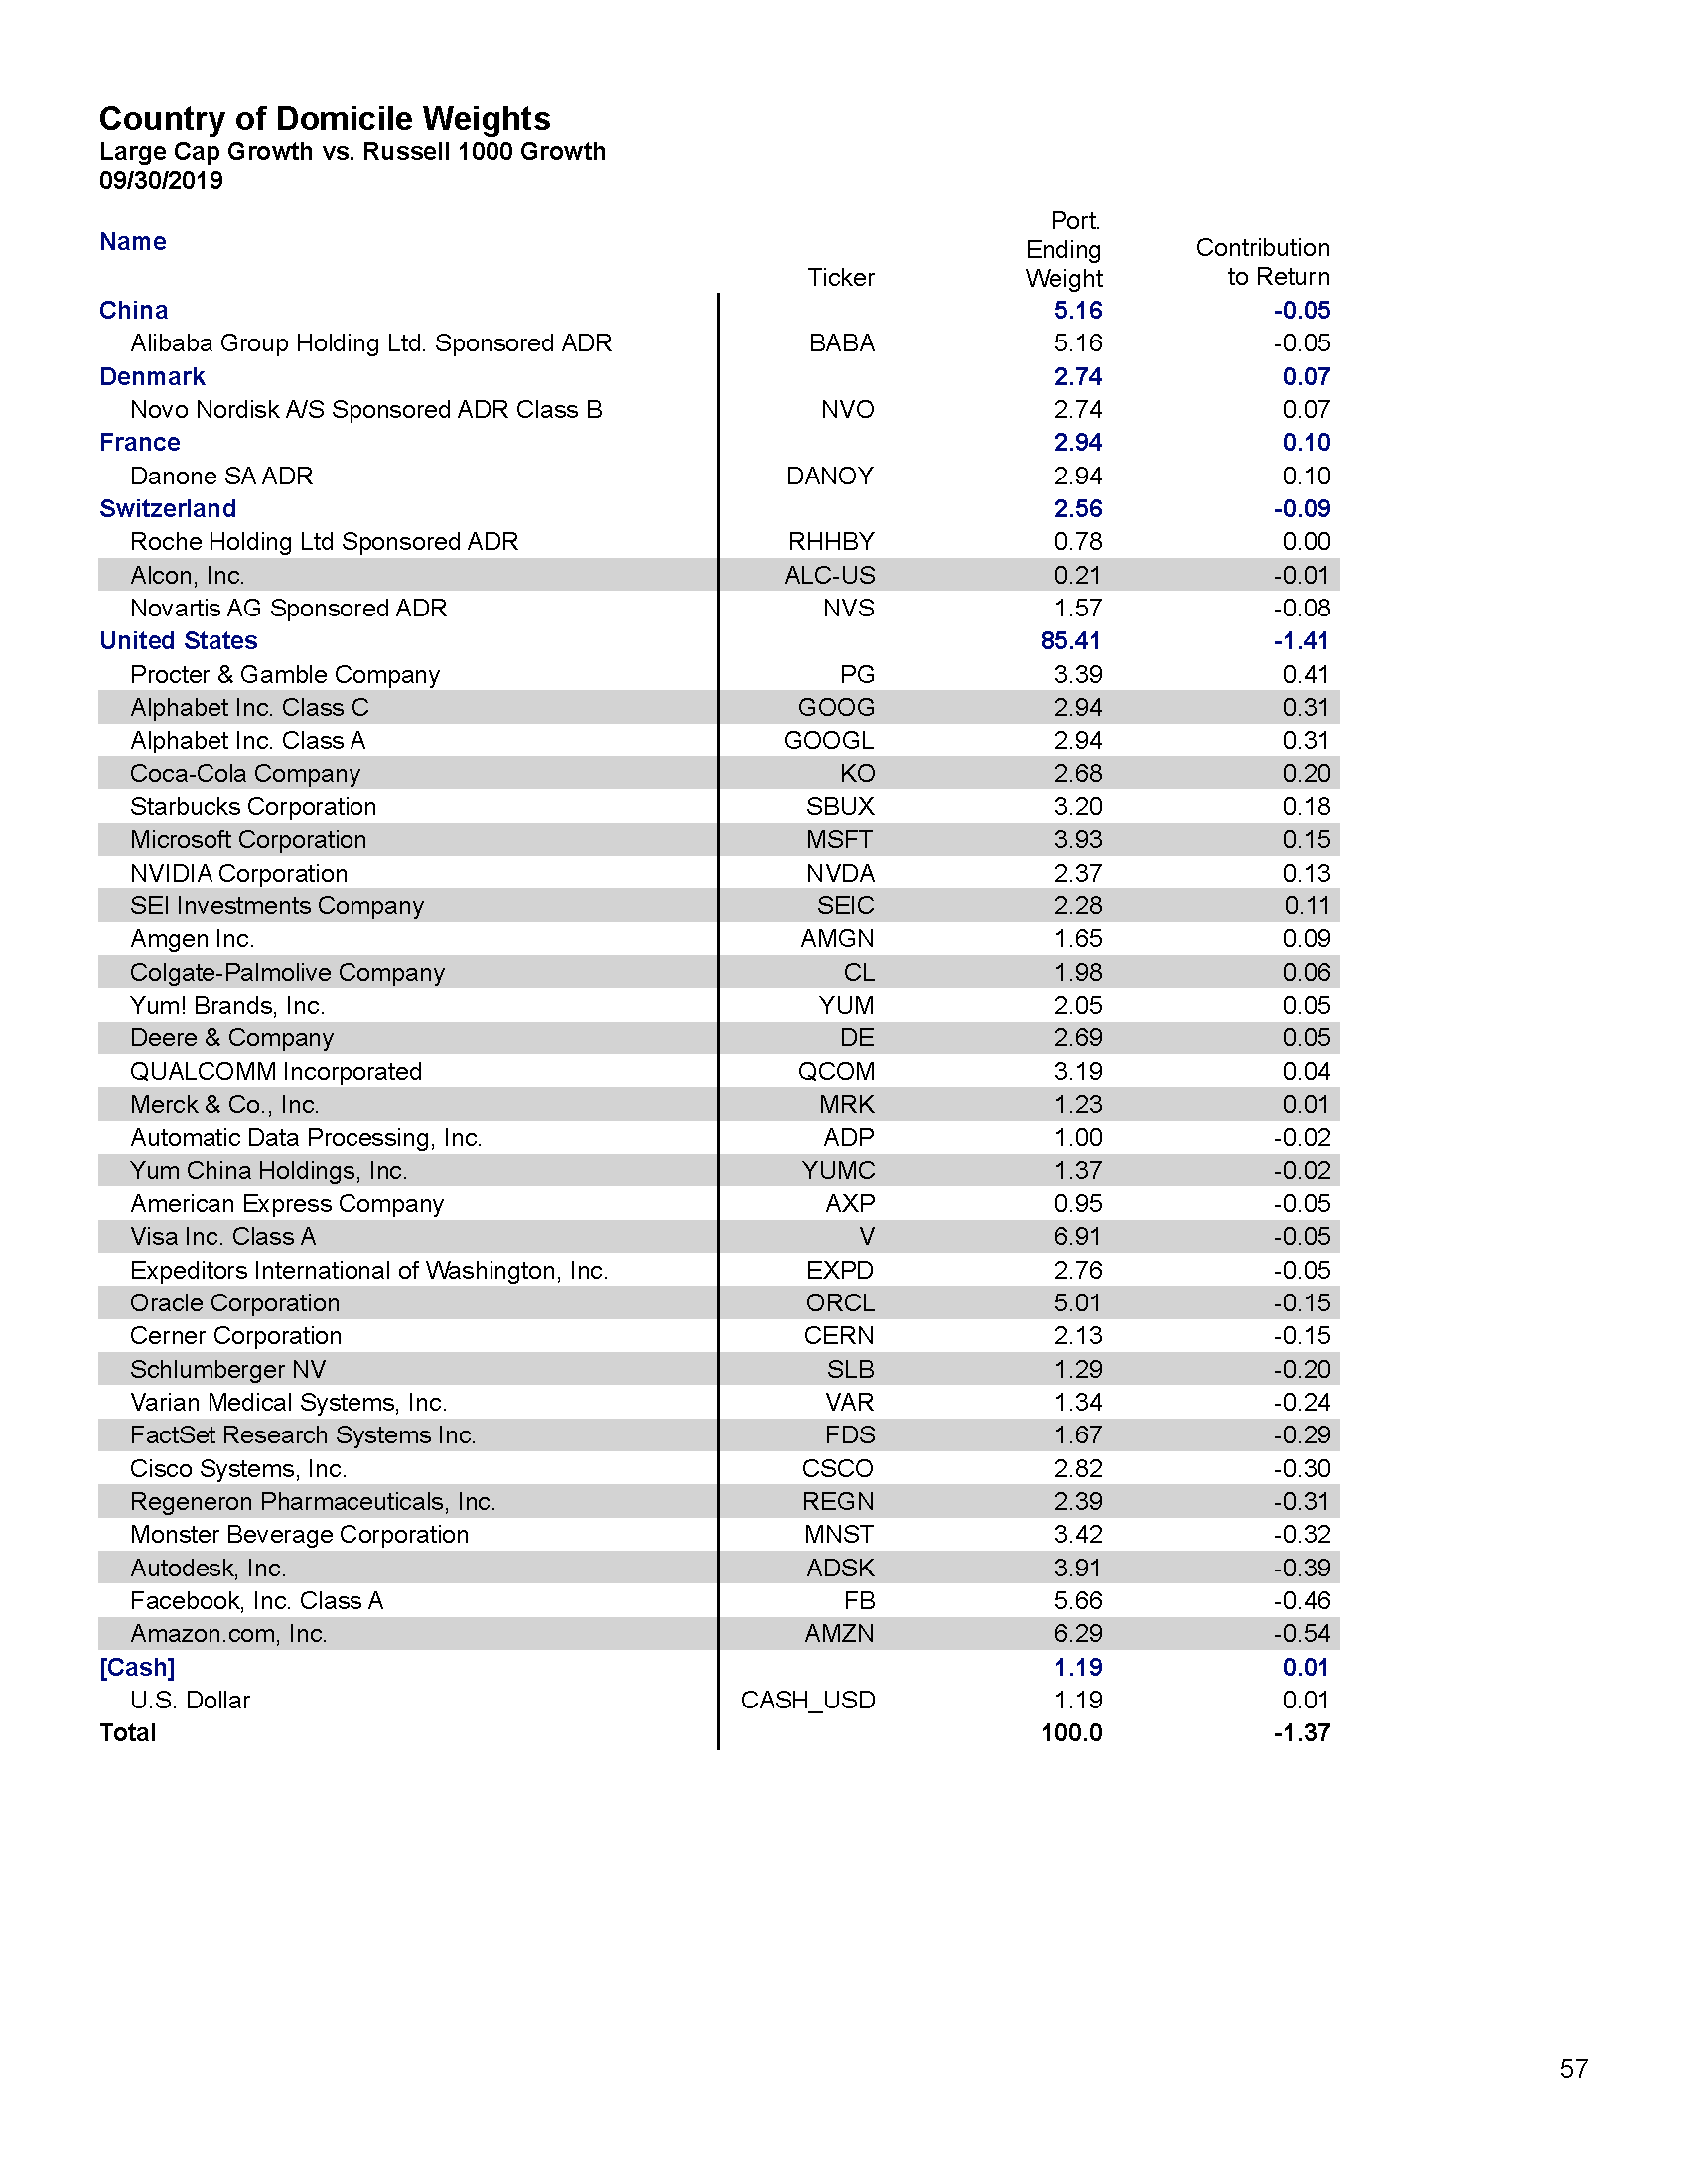 Country of Domicile Weights
Large Cap Growth vs. Russell 1000 Growth
09/30/2019
Name Ticker Port. Ending Weight Contribution to Return
China 5.16 -0.05
Alibaba Group Holding Ltd. Sponsored ADR BABA 5.16 -0.05
Denmark 2.74 0.07
Novo Nordisk A/S Sponsored ADR Class B NVO 2.74 0.07
France 2.94 0.10
Danone SA ADR DANOY 2.94 0.10
Switzerland 2.56 -0.09
Roche Holding Ltd Sponsored ADR RHHBY 0.78 0.00
Alcon, Inc. ALC-US 0.21 -0.01
Novartis AG Sponsored ADR NVS 1.57 -0.08
United States 85.41 -1.41
Procter & Gamble Company PG 3.39 0.41
Alphabet Inc. Class C GOOG 2.94 0.31
Alphabet Inc. Class A GOOGL 2.94 0.31
Coca-Cola Company KO 2.68 0.20
Starbucks Corporation SBUX 3.20 0.18
Microsoft Corporation MSFT 3.93 0.15
NVIDIA Corporation NVDA 2.37 0.13
SEI Investments Company SEIC 2.28 0.11
Amgen Inc. AMGN 1.65 0.09
Colgate-Palmolive Company CL 1.98 0.06
Yum! Brands, Inc. YUM 2.05 0.05
Deere & Company DE 2.69 0.05
QUALCOMM Incorporated QCOM 3.19 0.04
Merck & Co., Inc. MRK 1.23 0.01
Automatic Data Processing, Inc. ADP 1.00 -0.02
Yum China Holdings, Inc. YUMC 1.37 -0.02
American Express Company AXP 0.95 -0.05
Visa Inc. Class A V 6.91 -0.05
Expeditors International of Washington, Inc. EXPD 2.76 -0.05
Oracle Corporation ORCL 5.01 -0.15
Cerner Corporation CERN 2.13 -0.15
Schlumberger NV SLB 1.29 -0.20
Varian Medical Systems, Inc. VAR 1.34 -0.24
FactSet Research Systems Inc. FDS 1.67 -0.29
Cisco Systems, Inc. CSCO 2.82 -0.30
Regeneron Pharmaceuticals, Inc. REGN 2.39 -0.31
Monster Beverage Corporation MNST 3.42 -0.32
Autodesk, Inc. ADSK 3.91 -0.39
Facebook, Inc. Class A FB 5.66 -0.46
Amazon.com, Inc. AMZN 6.29 -0.54
[Cash] 1.19 0.01
U.S. Dollar CASH_USD 1.19 0.01
Total 100.0 -1.37
57